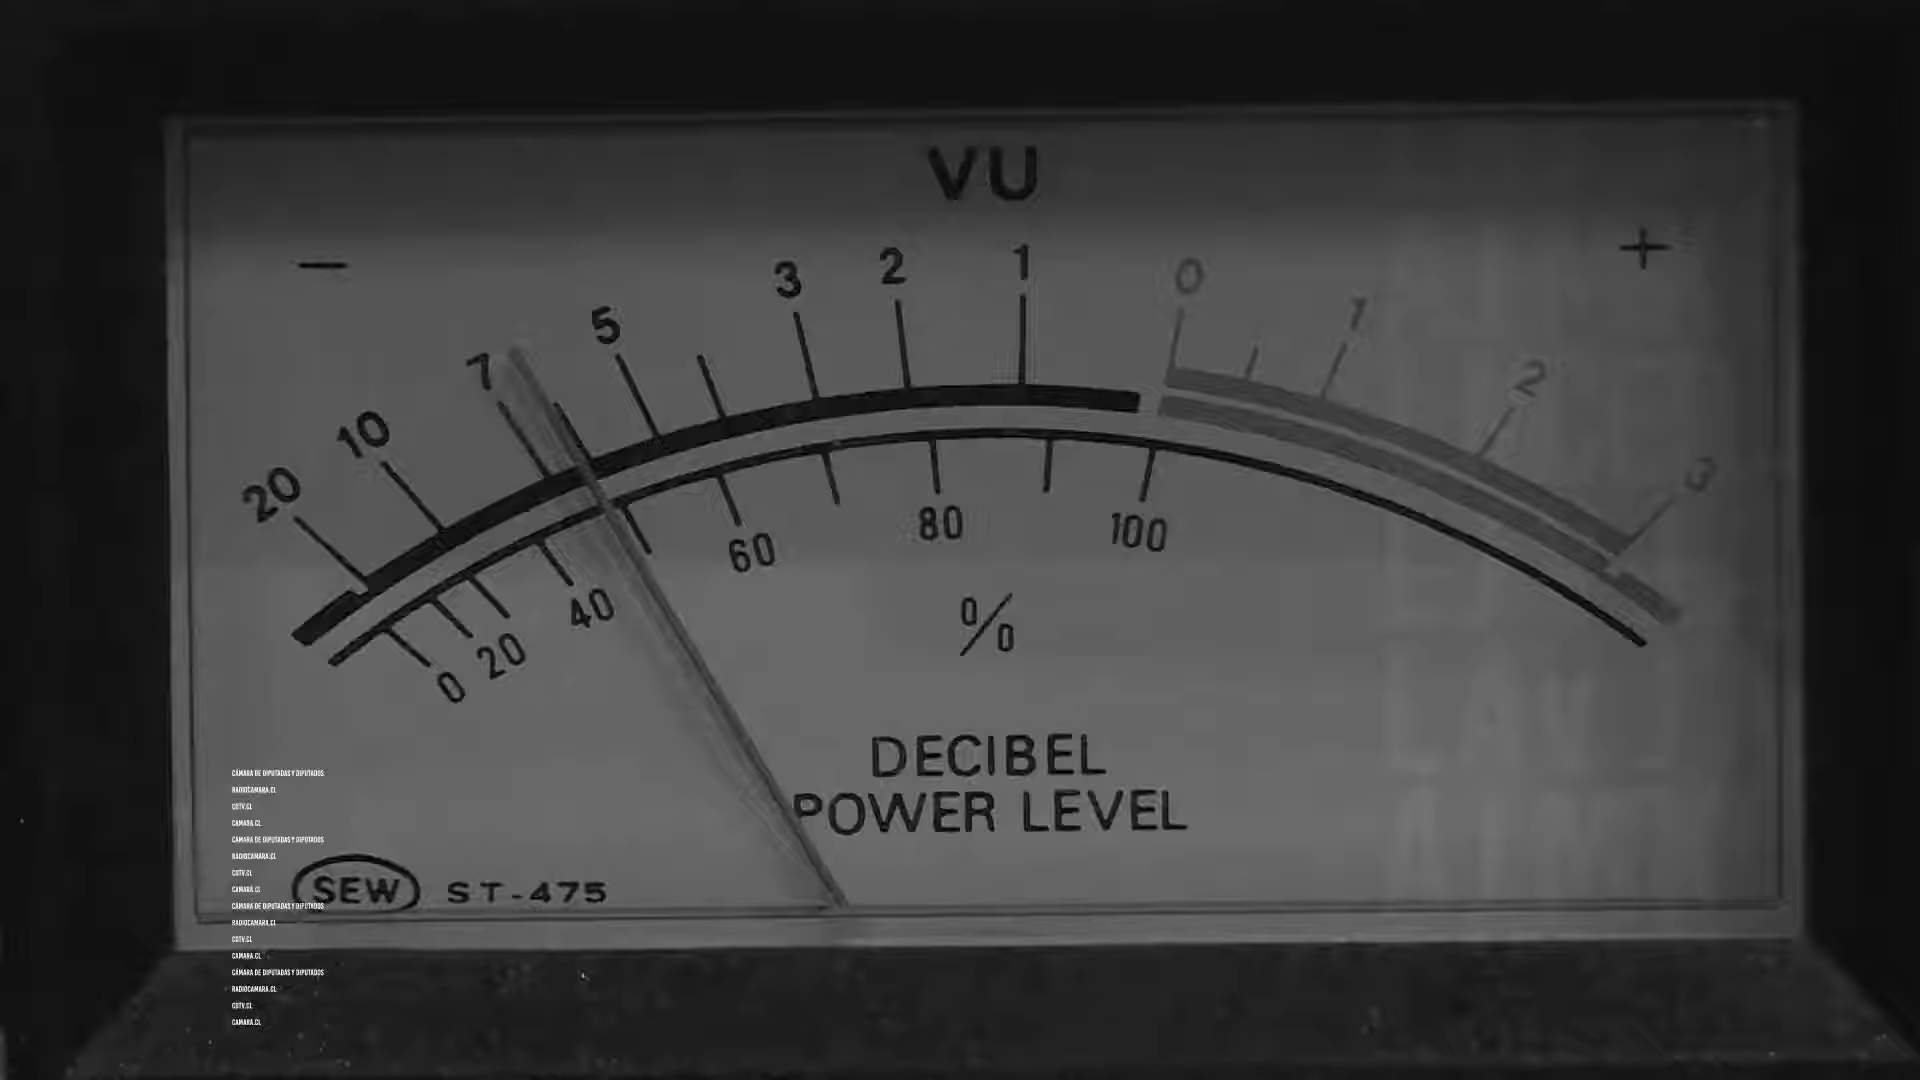 VU
− +
20 10 7 5 3 2 1 0 1 2 3
0 20 40 60 80 100
%
DECIBEL
POWER LEVEL
SEW ST-475
CÁMARA DE DIPUTADAS Y DIPUTADOS
RADIOCAMARA.CL
CDTV.CL
CAMARA.CL
CÁMARA DE DIPUTADAS Y DIPUTADOS
RADIOCAMARA.CL
CDTV.CL
CAMARA.CL
CÁMARA DE DIPUTADAS Y DIPUTADOS
RADIOCAMARA.CL
CDTV.CL
CAMARA.CL
CÁMARA DE DIPUTADAS Y DIPUTADOS
RADIOCAMARA.CL
CDTV.CL
CAMARA.CL